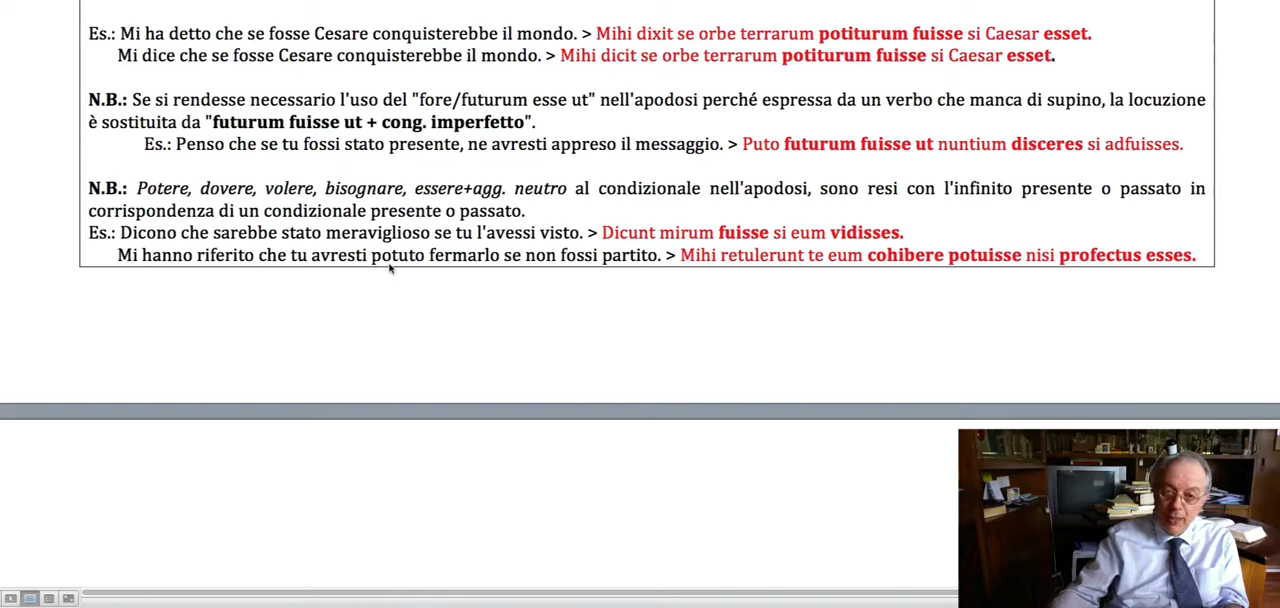 Es.: Mi ha detto che se fosse Cesare conquisterebbe il mondo. > Mihi dixit se orbe terrarum potiturum fuisse si Caesar esset.
Mi dice che se fosse Cesare conquisterebbe il mondo. > Mihi dicit se orbe terrarum potiturum fuisse si Caesar esset.
N.B.: Se si rendesse necessario l'uso del "fore/futurum esse ut" nell'apodosi perché espressa da un verbo che manca di supino, la locuzione
è sostituita da "futurum fuisse ut + cong. imperfetto".
Es.: Penso che se tu fossi stato presente, ne avresti appreso il messaggio. > Puto futurum fuisse ut nuntium disceres si adfuisses.
N.B.: Potere, dovere, volere, bisognare, essere+agg. neutro al condizionale nell'apodosi, sono resi con l'infinito presente o passato in
corrispondenza di un condizionale presente o passato.
Es.: Dicono che sarebbe stato meraviglioso se tu l'avessi visto. > Dicunt mirum fuisse si eum vidisses.
Mi hanno riferito che tu avresti potuto fermarlo se non fossi partito. > Mihi retulerunt te eum cohibere potuisse nisi profectus esses.